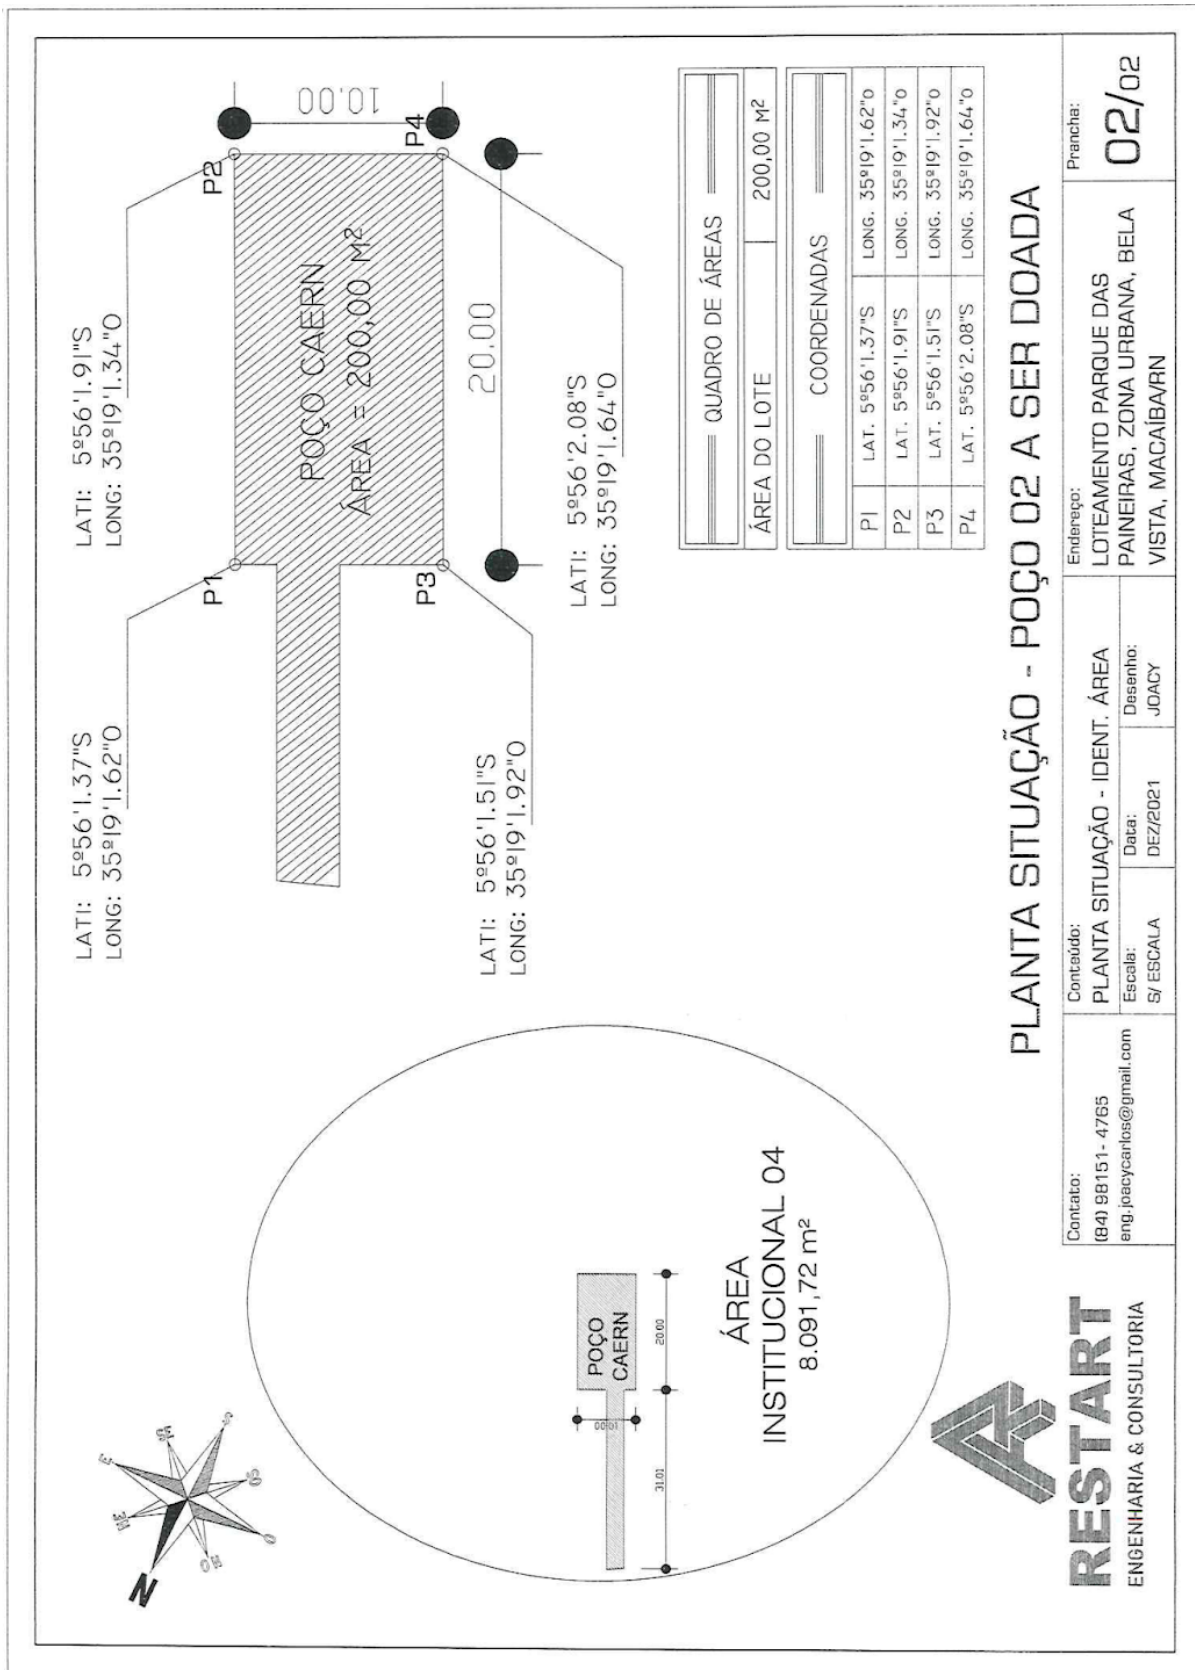 N
NE
E
SE
S
SO
O
NO
POÇO
CAERN
10.00
20.00
31.01
ÁREA
INSTITUCIONAL 04
8.091,72 m²
LATI: 5º56'1.37"S
LONG: 35º19'1.62"O
LATI: 5º56'1.91"S
LONG: 35º19'1.34"O
P1
P2
10.00
POÇO CAERN
ÁREA = 200,00 M²
P3
P4
20.00
LATI: 5º56'1.51"S
LONG: 35º19'1.92"O
LATI: 5º56'2.08"S
LONG: 35º19'1.64"O
QUADRO DE ÁREAS
ÁREA DO LOTE 200,00 M²
COORDENADAS
P1 LAT. 5º56'1.37"S LONG. 35º19'1.62"O
P2 LAT. 5º56'1.91"S LONG. 35º19'1.34"O
P3 LAT. 5º56'1.51"S LONG. 35º19'1.92"O
P4 LAT. 5º56'2.08"S LONG. 35º19'1.64"O
PLANTA SITUAÇÃO - POÇO 02 A SER DOADA
RESTART
ENGENHARIA & CONSULTORIA
Contato:
(84) 98151-4765
eng.joacycarlos@gmail.com
Conteúdo:
PLANTA SITUAÇÃO - IDENT. ÁREA
Escala:
S/ ESCALA
Data:
DEZ/2021
Desenho:
JOACY
Endereço:
LOTEAMENTO PARQUE DAS
PAINEIRAS, ZONA URBANA, BELA
VISTA, MACAÍBA/RN
Prancha:
02/02